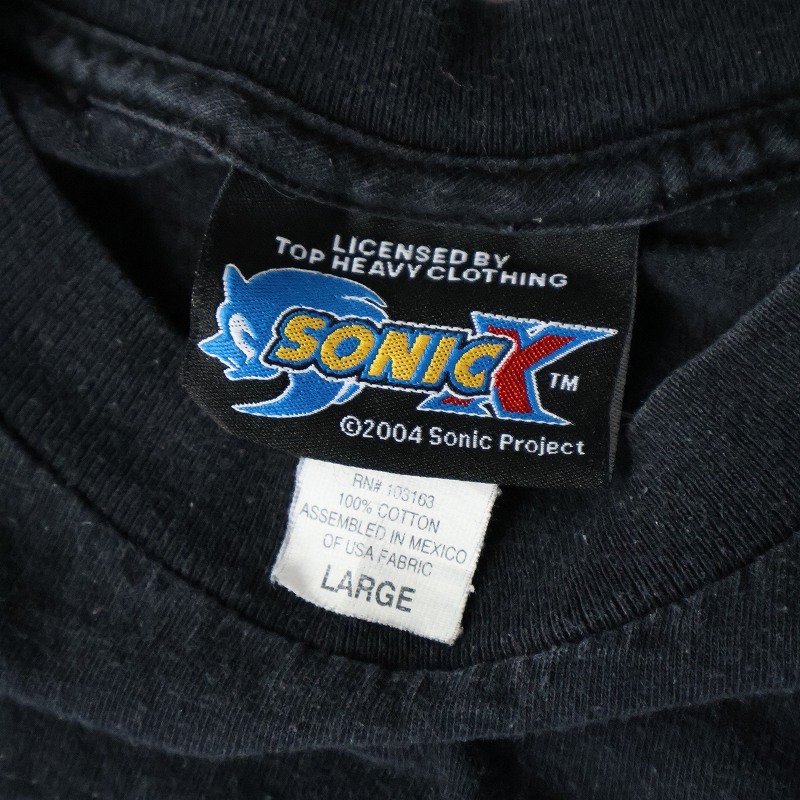 LICENSED BY
TOP HEAVY CLOTHING
SONIC X TM
©2004 Sonic Project
RN# 103163
100% COTTON
ASSEMBLED IN MEXICO
OF USA FABRIC
LARGE